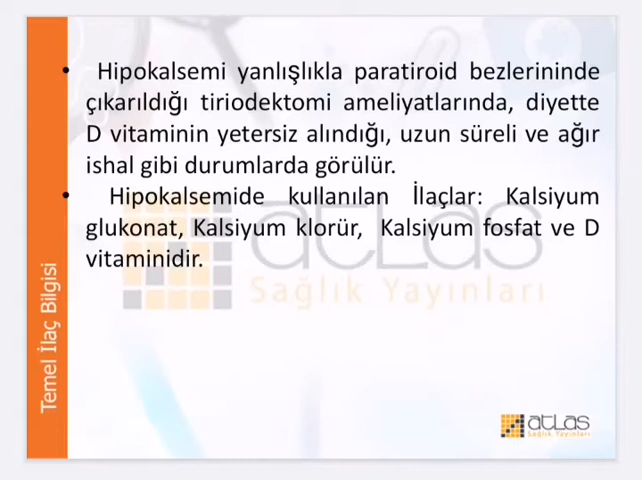 • Hipokalsemi yanlışlıkla paratiroid bezlerininde
çıkarıldığı tiriodektomi ameliyatlarında, diyette
D vitaminin yetersiz alındığı, uzun süreli ve ağır
ishal gibi durumlarda görülür.
• Hipokalsemide kullanılan İlaçlar: Kalsiyum
glukonat, Kalsiyum klorür, Kalsiyum fosfat ve D
vitaminidir.
atLas
Sağlık Yayınları
Temel İlaç Bilgisi
atLas
Sağlık Yayınları